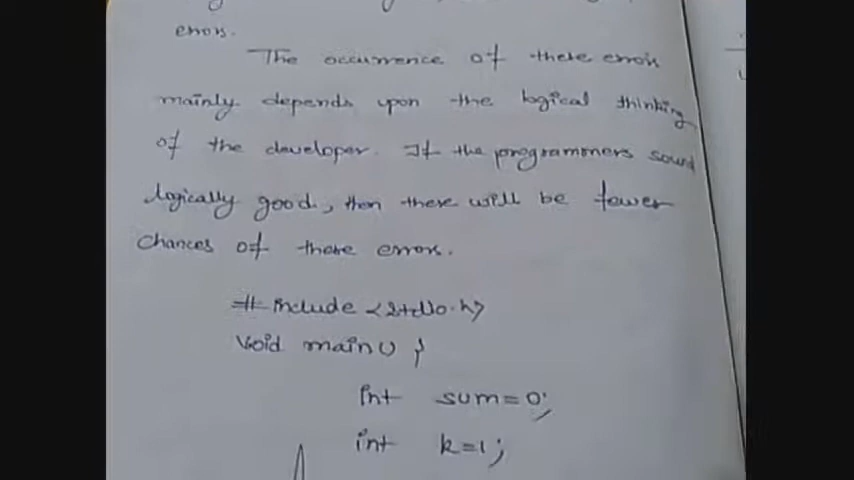 errors.
The occurrence of these errors
mainly depends upon the logical thinking
of the developer. If the programmers sound
logically good, then there will be fewer
chances of these errors.
# include <stdio.h>
Void main() {
int sum=0;
int k=1;